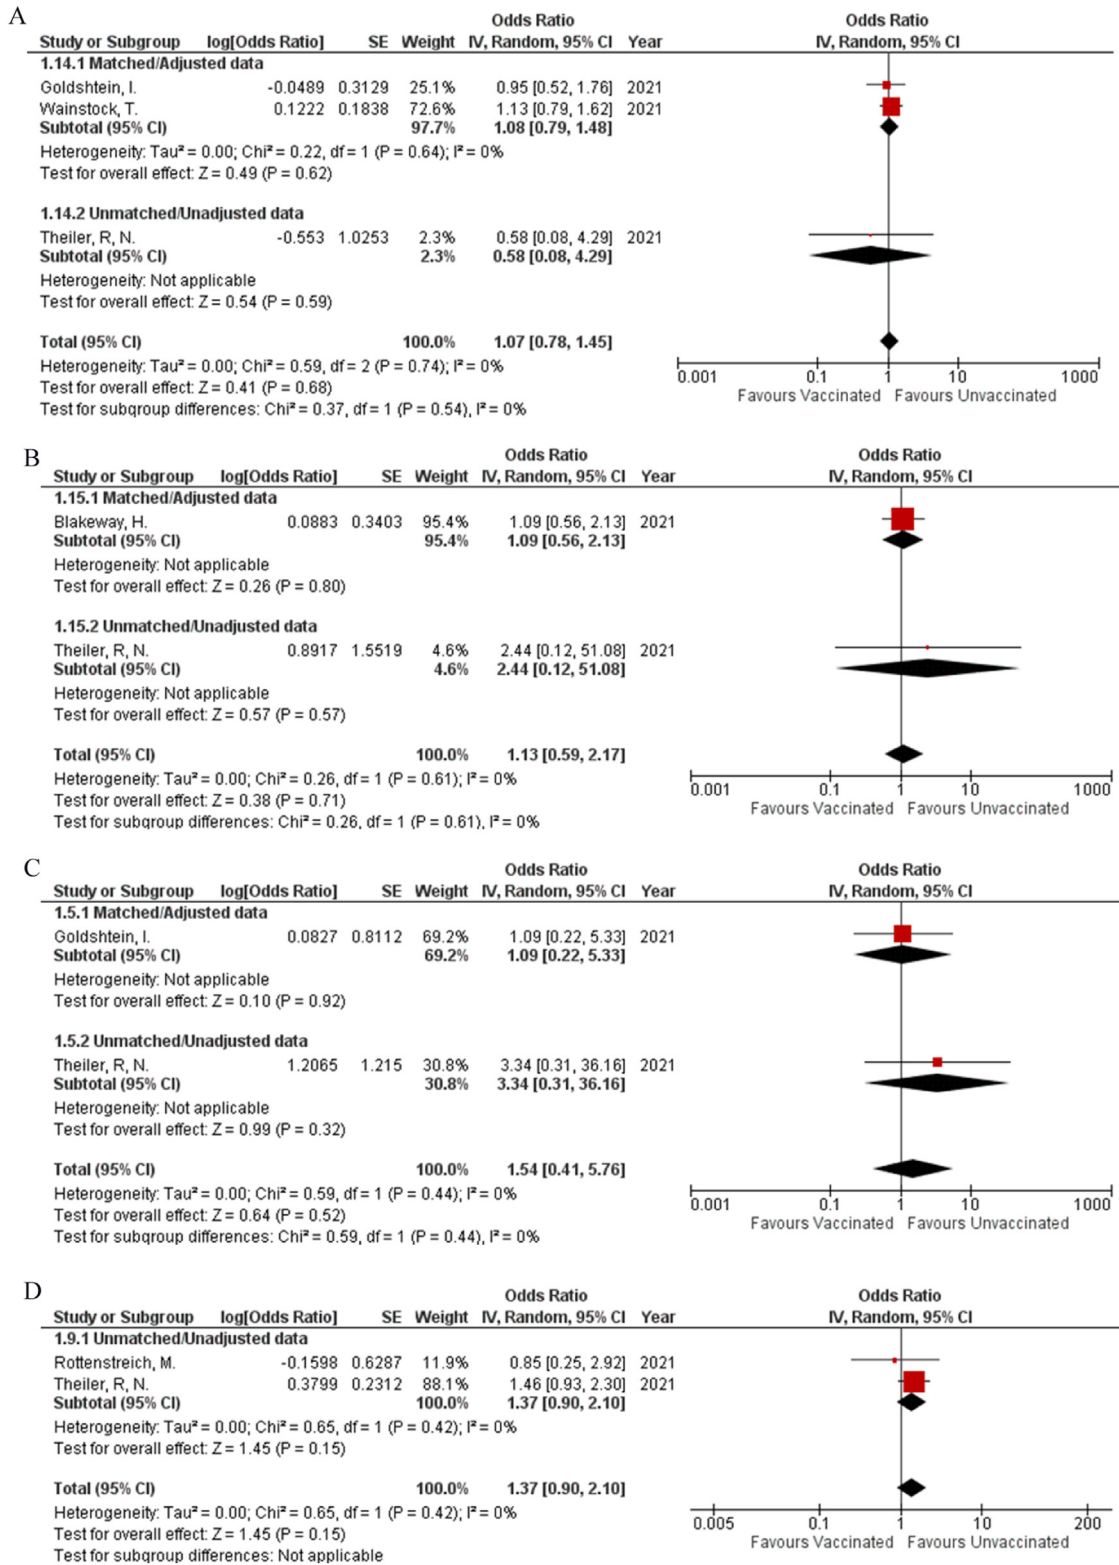 A
Odds Ratio Odds Ratio
Study or Subgroup log[Odds Ratio] SE Weight IV, Random, 95% CI Year IV, Random, 95% CI
1.14.1 Matched/Adjusted data
Goldshtein, I. -0.0489 0.3129 25.1% 0.95 [0.52, 1.76] 2021
Wainstock, T. 0.1222 0.1838 72.6% 1.13 [0.79, 1.62] 2021
Subtotal (95% CI) 97.7% 1.08 [0.79, 1.48]
Heterogeneity: Tau² = 0.00; Chi² = 0.22, df = 1 (P = 0.64); I² = 0%
Test for overall effect: Z = 0.49 (P = 0.62)
1.14.2 Unmatched/Unadjusted data
Theiler, R, N. -0.553 1.0253 2.3% 0.58 [0.08, 4.29] 2021
Subtotal (95% CI) 2.3% 0.58 [0.08, 4.29]
Heterogeneity: Not applicable
Test for overall effect: Z = 0.54 (P = 0.59)
Total (95% CI) 100.0% 1.07 [0.78, 1.45]
Heterogeneity: Tau² = 0.00; Chi² = 0.59, df = 2 (P = 0.74); I² = 0%
Test for overall effect: Z = 0.41 (P = 0.68)
Test for subgroup differences: Chi² = 0.37, df = 1 (P = 0.54), I² = 0%
0.001 0.1 1 10 1000
Favours Vaccinated Favours Unvaccinated
B
Odds Ratio Odds Ratio
Study or Subgroup log[Odds Ratio] SE Weight IV, Random, 95% CI Year IV, Random, 95% CI
1.15.1 Matched/Adjusted data
Blakeway, H. 0.0883 0.3403 95.4% 1.09 [0.56, 2.13] 2021
Subtotal (95% CI) 95.4% 1.09 [0.56, 2.13]
Heterogeneity: Not applicable
Test for overall effect: Z = 0.26 (P = 0.80)
1.15.2 Unmatched/Unadjusted data
Theiler, R, N. 0.8917 1.5519 4.6% 2.44 [0.12, 51.08] 2021
Subtotal (95% CI) 4.6% 2.44 [0.12, 51.08]
Heterogeneity: Not applicable
Test for overall effect: Z = 0.57 (P = 0.57)
Total (95% CI) 100.0% 1.13 [0.59, 2.17]
Heterogeneity: Tau² = 0.00; Chi² = 0.26, df = 1 (P = 0.61); I² = 0%
Test for overall effect: Z = 0.38 (P = 0.71)
Test for subgroup differences: Chi² = 0.26, df = 1 (P = 0.61), I² = 0%
0.001 0.1 1 10 1000
Favours Vaccinated Favours Unvaccinated
C
Odds Ratio Odds Ratio
Study or Subgroup log[Odds Ratio] SE Weight IV, Random, 95% CI Year IV, Random, 95% CI
1.5.1 Matched/Adjusted data
Goldshtein, I. 0.0827 0.8112 69.2% 1.09 [0.22, 5.33] 2021
Subtotal (95% CI) 69.2% 1.09 [0.22, 5.33]
Heterogeneity: Not applicable
Test for overall effect: Z = 0.10 (P = 0.92)
1.5.2 Unmatched/Unadjusted data
Theiler, R, N. 1.2065 1.215 30.8% 3.34 [0.31, 36.16] 2021
Subtotal (95% CI) 30.8% 3.34 [0.31, 36.16]
Heterogeneity: Not applicable
Test for overall effect: Z = 0.99 (P = 0.32)
Total (95% CI) 100.0% 1.54 [0.41, 5.76]
Heterogeneity: Tau² = 0.00; Chi² = 0.59, df = 1 (P = 0.44); I² = 0%
Test for overall effect: Z = 0.64 (P = 0.52)
Test for subgroup differences: Chi² = 0.59, df = 1 (P = 0.44), I² = 0%
0.001 0.1 1 10 1000
Favours Vaccinated Favours Unvaccinated
D
Odds Ratio Odds Ratio
Study or Subgroup log[Odds Ratio] SE Weight IV, Random, 95% CI Year IV, Random, 95% CI
1.9.1 Unmatched/Unadjusted data
Rottenstreich, M. -0.1598 0.6287 11.9% 0.85 [0.25, 2.92] 2021
Theiler, R, N. 0.3799 0.2312 88.1% 1.46 [0.93, 2.30] 2021
Subtotal (95% CI) 100.0% 1.37 [0.90, 2.10]
Heterogeneity: Tau² = 0.00; Chi² = 0.65, df = 1 (P = 0.42); I² = 0%
Test for overall effect: Z = 1.45 (P = 0.15)
Total (95% CI) 100.0% 1.37 [0.90, 2.10]
Heterogeneity: Tau² = 0.00; Chi² = 0.65, df = 1 (P = 0.42); I² = 0%
Test for overall effect: Z = 1.45 (P = 0.15)
Test for subgroup differences: Not applicable
0.005 0.1 1 10 200
Favours Vaccinated Favours Unvaccinated